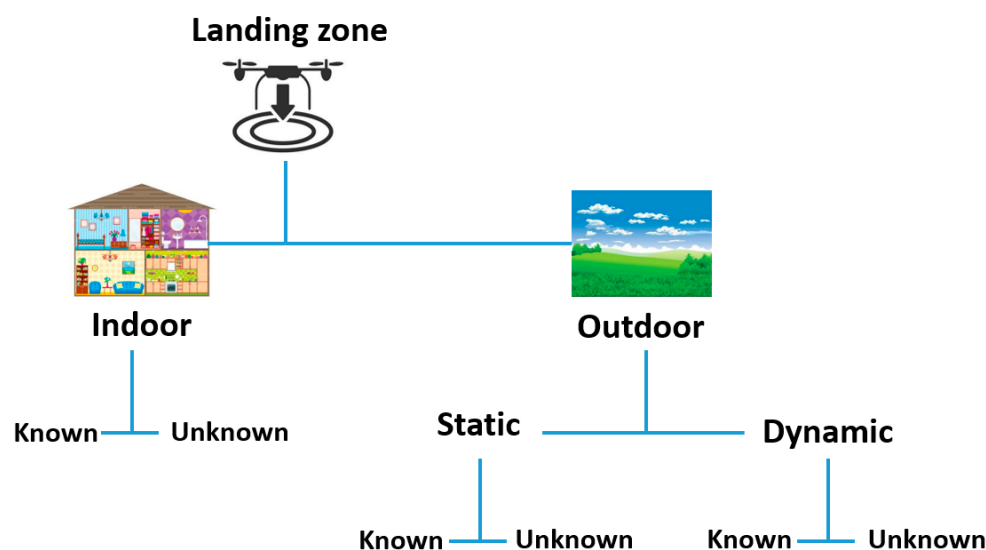 Landing zone
Indoor
Outdoor
Known
Unknown
Static
Dynamic
Known
Unknown
Known
Unknown